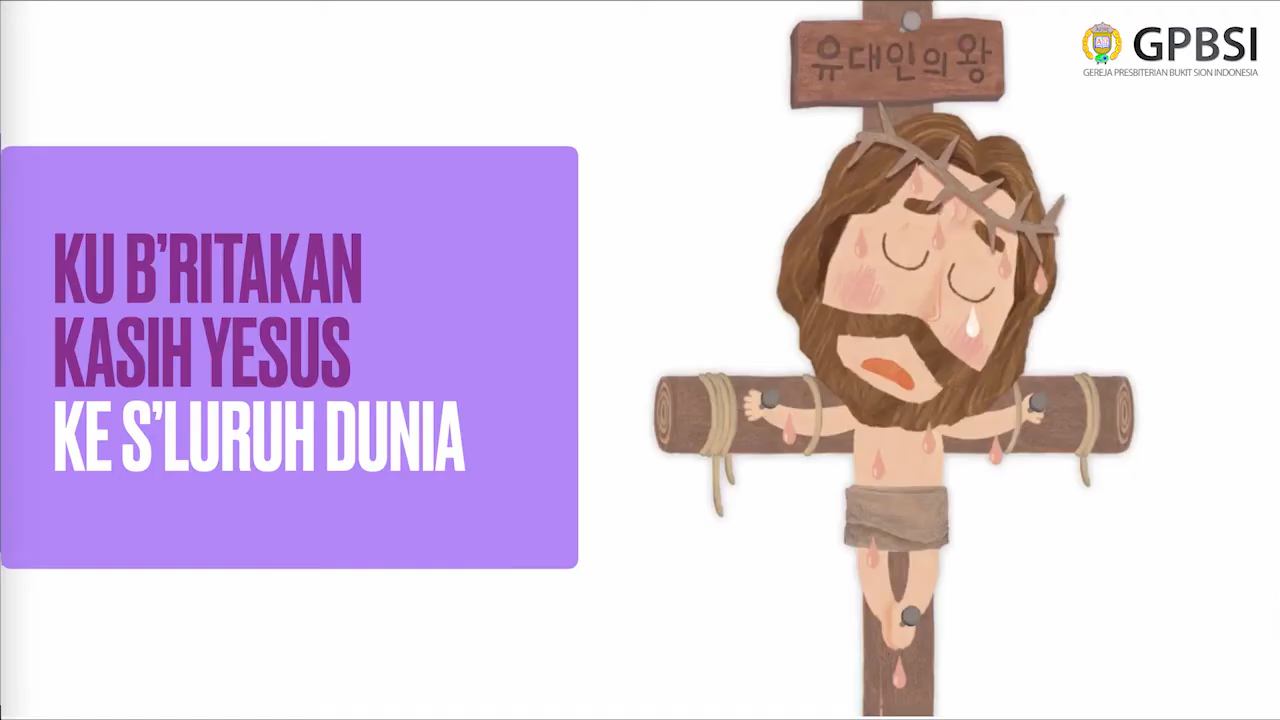 유대인의 왕
GPBSI
GEREJA PRESBITERIAN BUKIT SION INDONESIA
KU B'RITAKAN
KASIH YESUS
KE S'LURUH DUNIA